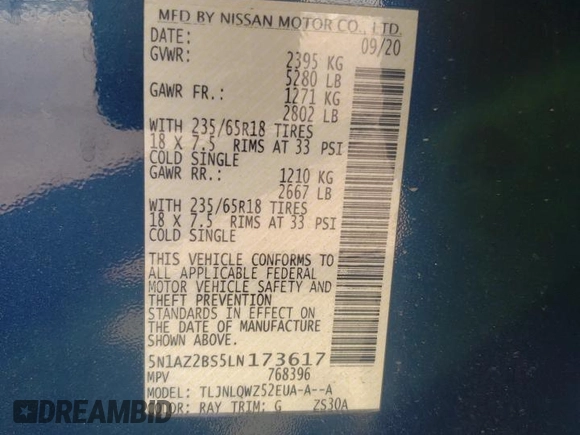 MFD BY NISSAN MOTOR CO., LTD.
DATE: 09/20
GVWR: 2395 KG
5280 LB
GAWR FR.: 1271 KG
2802 LB
WITH 235/65R18 TIRES
18 X 7.5 RIMS AT 33 PSI
COLD SINGLE
GAWR RR.: 1210 KG
2667 LB
WITH 235/65R18 TIRES
18 X 7.5 RIMS AT 33 PSI
COLD SINGLE
THIS VEHICLE CONFORMS TO
ALL APPLICABLE FEDERAL
MOTOR VEHICLE SAFETY AND
THEFT PREVENTION
STANDARDS IN EFFECT ON
THE DATE OF MANUFACTURE
SHOWN ABOVE.
5N1AZ2BS5LN173617
MPV 768396
MODEL: TLJNLQWZ52EUA-A--A
RAY TRIM: G ZS30A
IDEAMBID